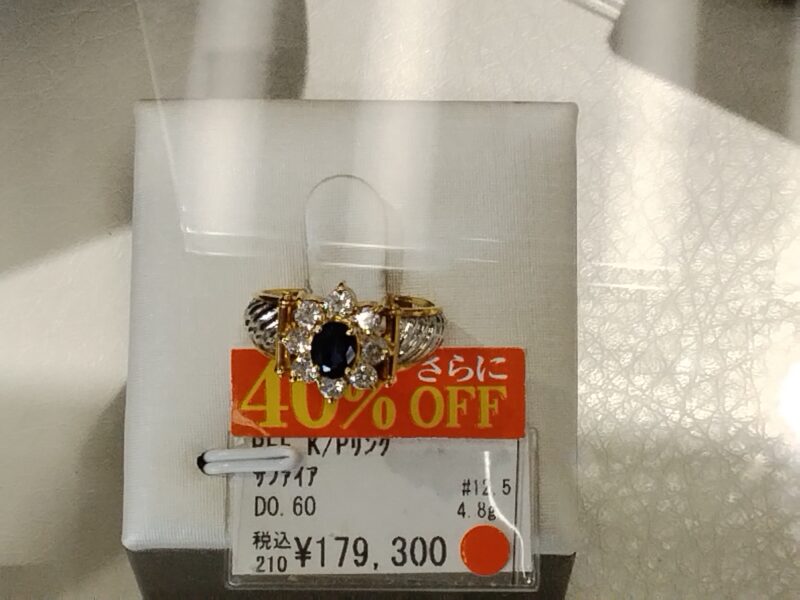 さらに
40% OFF
K/Pリング
サファイア
#12.5
D0.60
4.8g
税込
210 ¥179,300